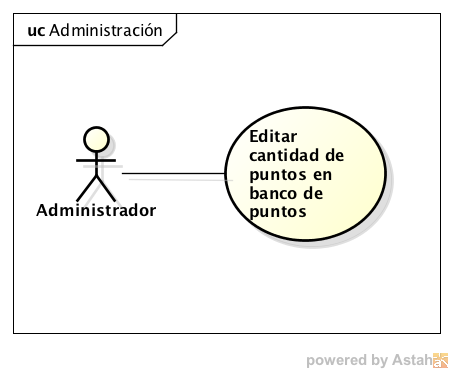 uc Administración
Editar
cantidad de
puntos en
banco de
puntos
Administrador
powered by Astah